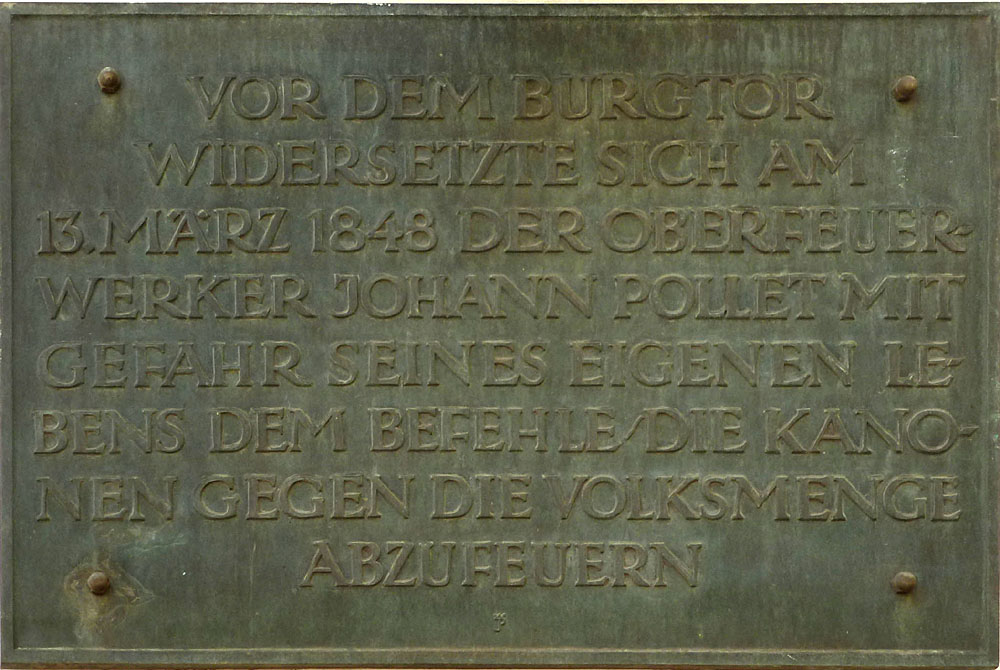 VOR DEM BURGTOR
WIDERSETZTE SICH AM
13. MÄRZ 1848 DER OBERFEUER-
WERKER JOHANN POLLET MIT
GEFAHR SEINES EIGENEN LE-
BENS DEM BEFEHLE/DIE KANO-
NEN GEGEN DIE VOLKSMENGE
ABZUFEUERN